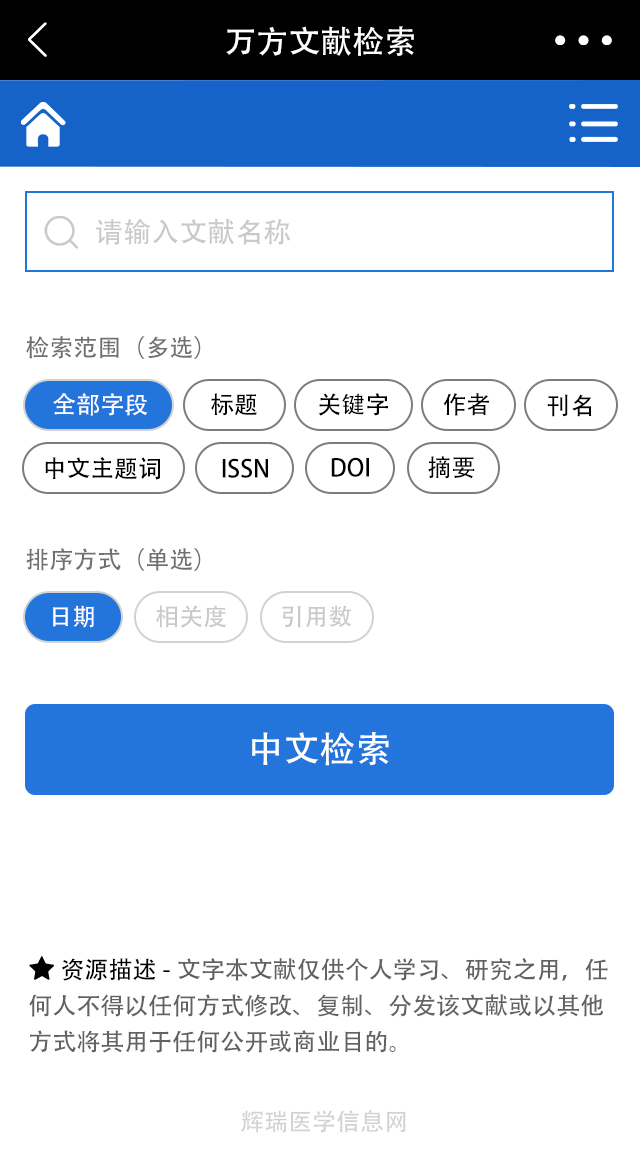 万方文献检索
请输入文献名称
检索范围（多选）
全部字段 标题 关键字 作者 刊名
中文主题词 ISSN DOI 摘要
排序方式（单选）
日期 相关度 引用数
中文检索
★ 资源描述 - 文字本文献仅供个人学习、研究之用，任
何人不得以任何方式修改、复制、分发该文献或以其他
方式将其用于任何公开或商业目的。
辉瑞医学信息网